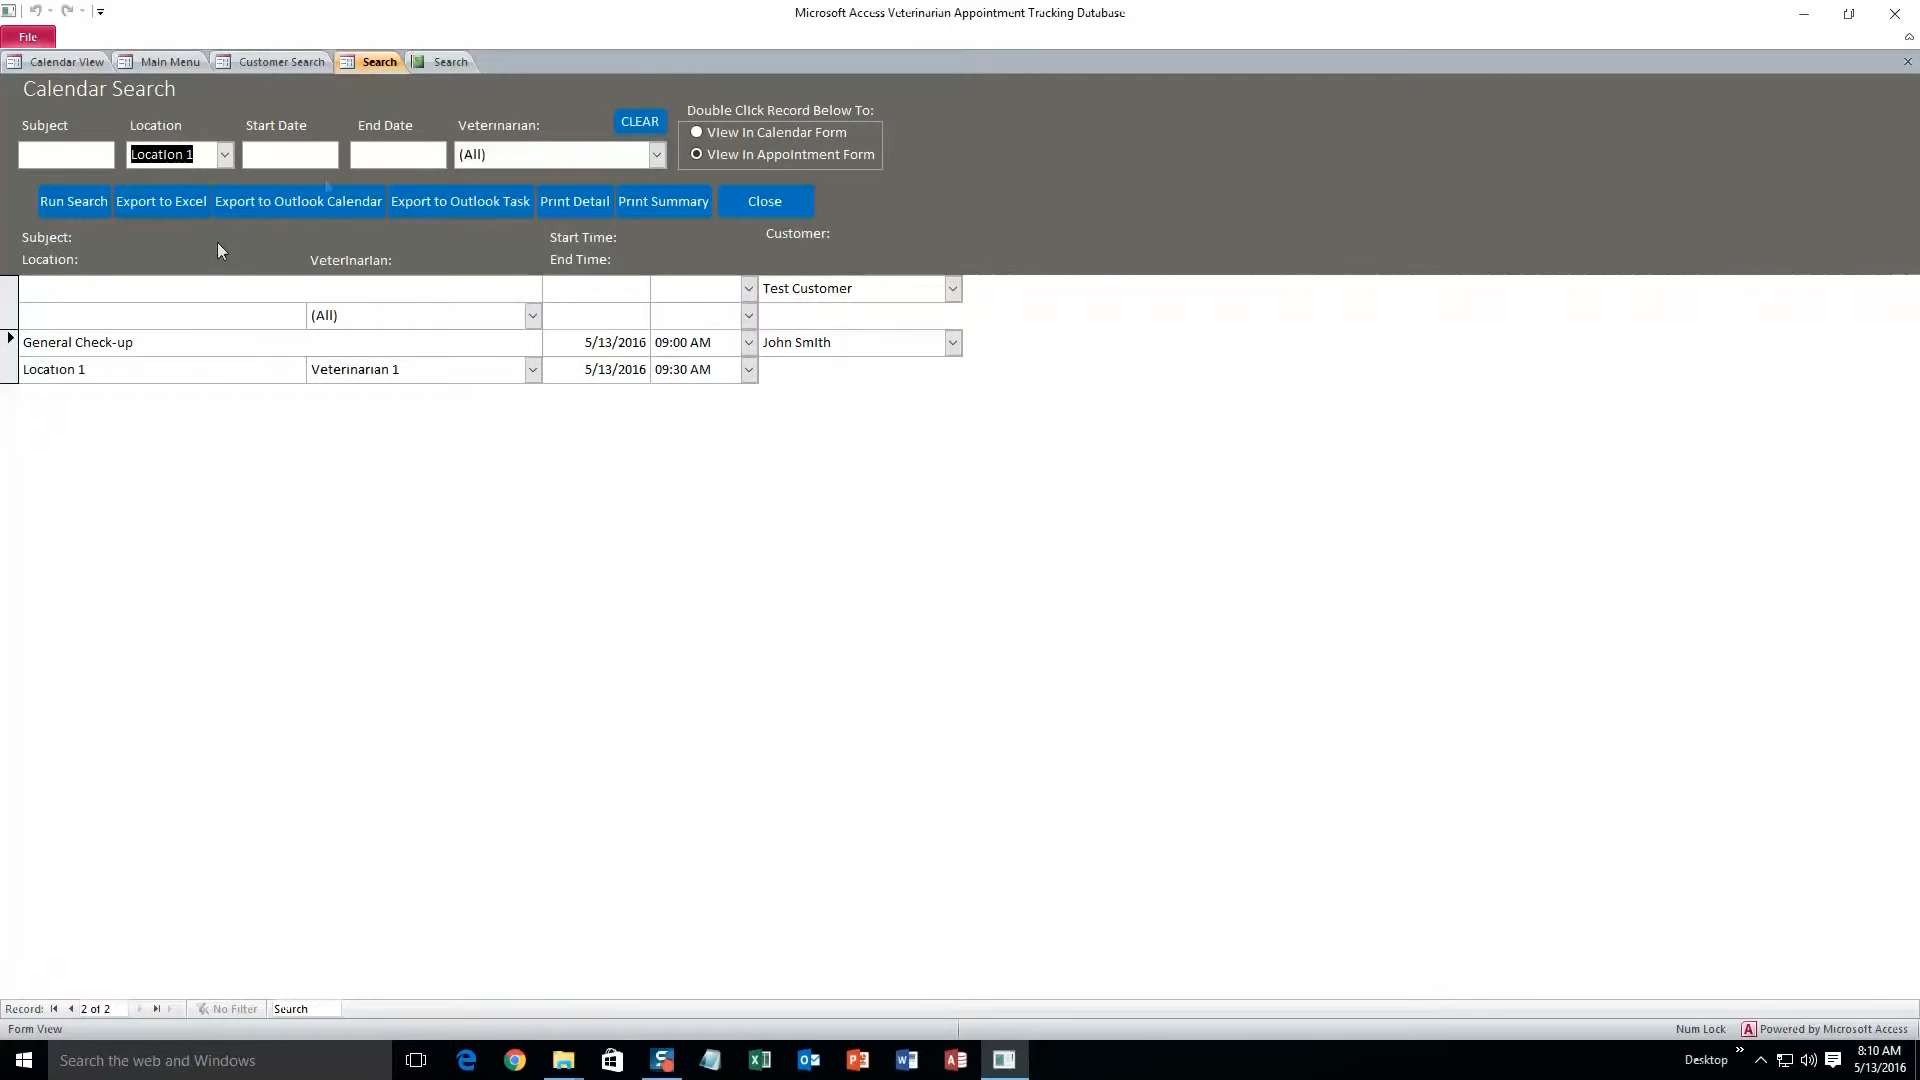 Microsoft Access Veterinarian Appointment Tracking Database
File
Calendar View Main Menu Customer Search Search Search
Calendar Search
Subject Location Start Date End Date Veterinarian: CLEAR
Double Click Record Below To:
View In Calendar Form
Location 1 (All) View In Appointment Form
Run Search Export to Excel Export to Outlook Calendar Export to Outlook Task Print Detail Print Summary Close
Subject: Start Time: Customer:
Location: Veterinarian: End Time:
Test Customer
(All)
General Check-up 5/13/2016 09:00 AM John Smith
Location 1 Veterinarian 1 5/13/2016 09:30 AM
Record: 2 of 2 No Filter Search
Form View Num Lock Powered by Microsoft Access
Search the web and Windows Desktop 8:10 AM
5/13/2016